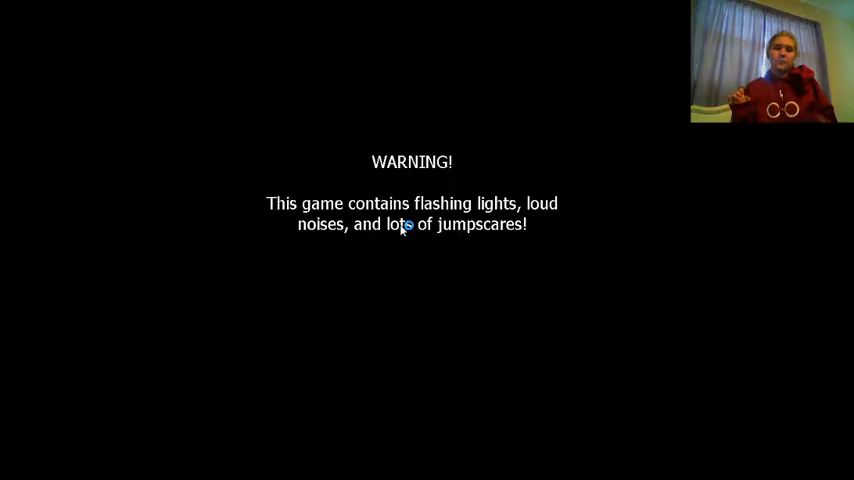 WARNING!
This game contains flashing lights, loud
noises, and lots of jumpscares!